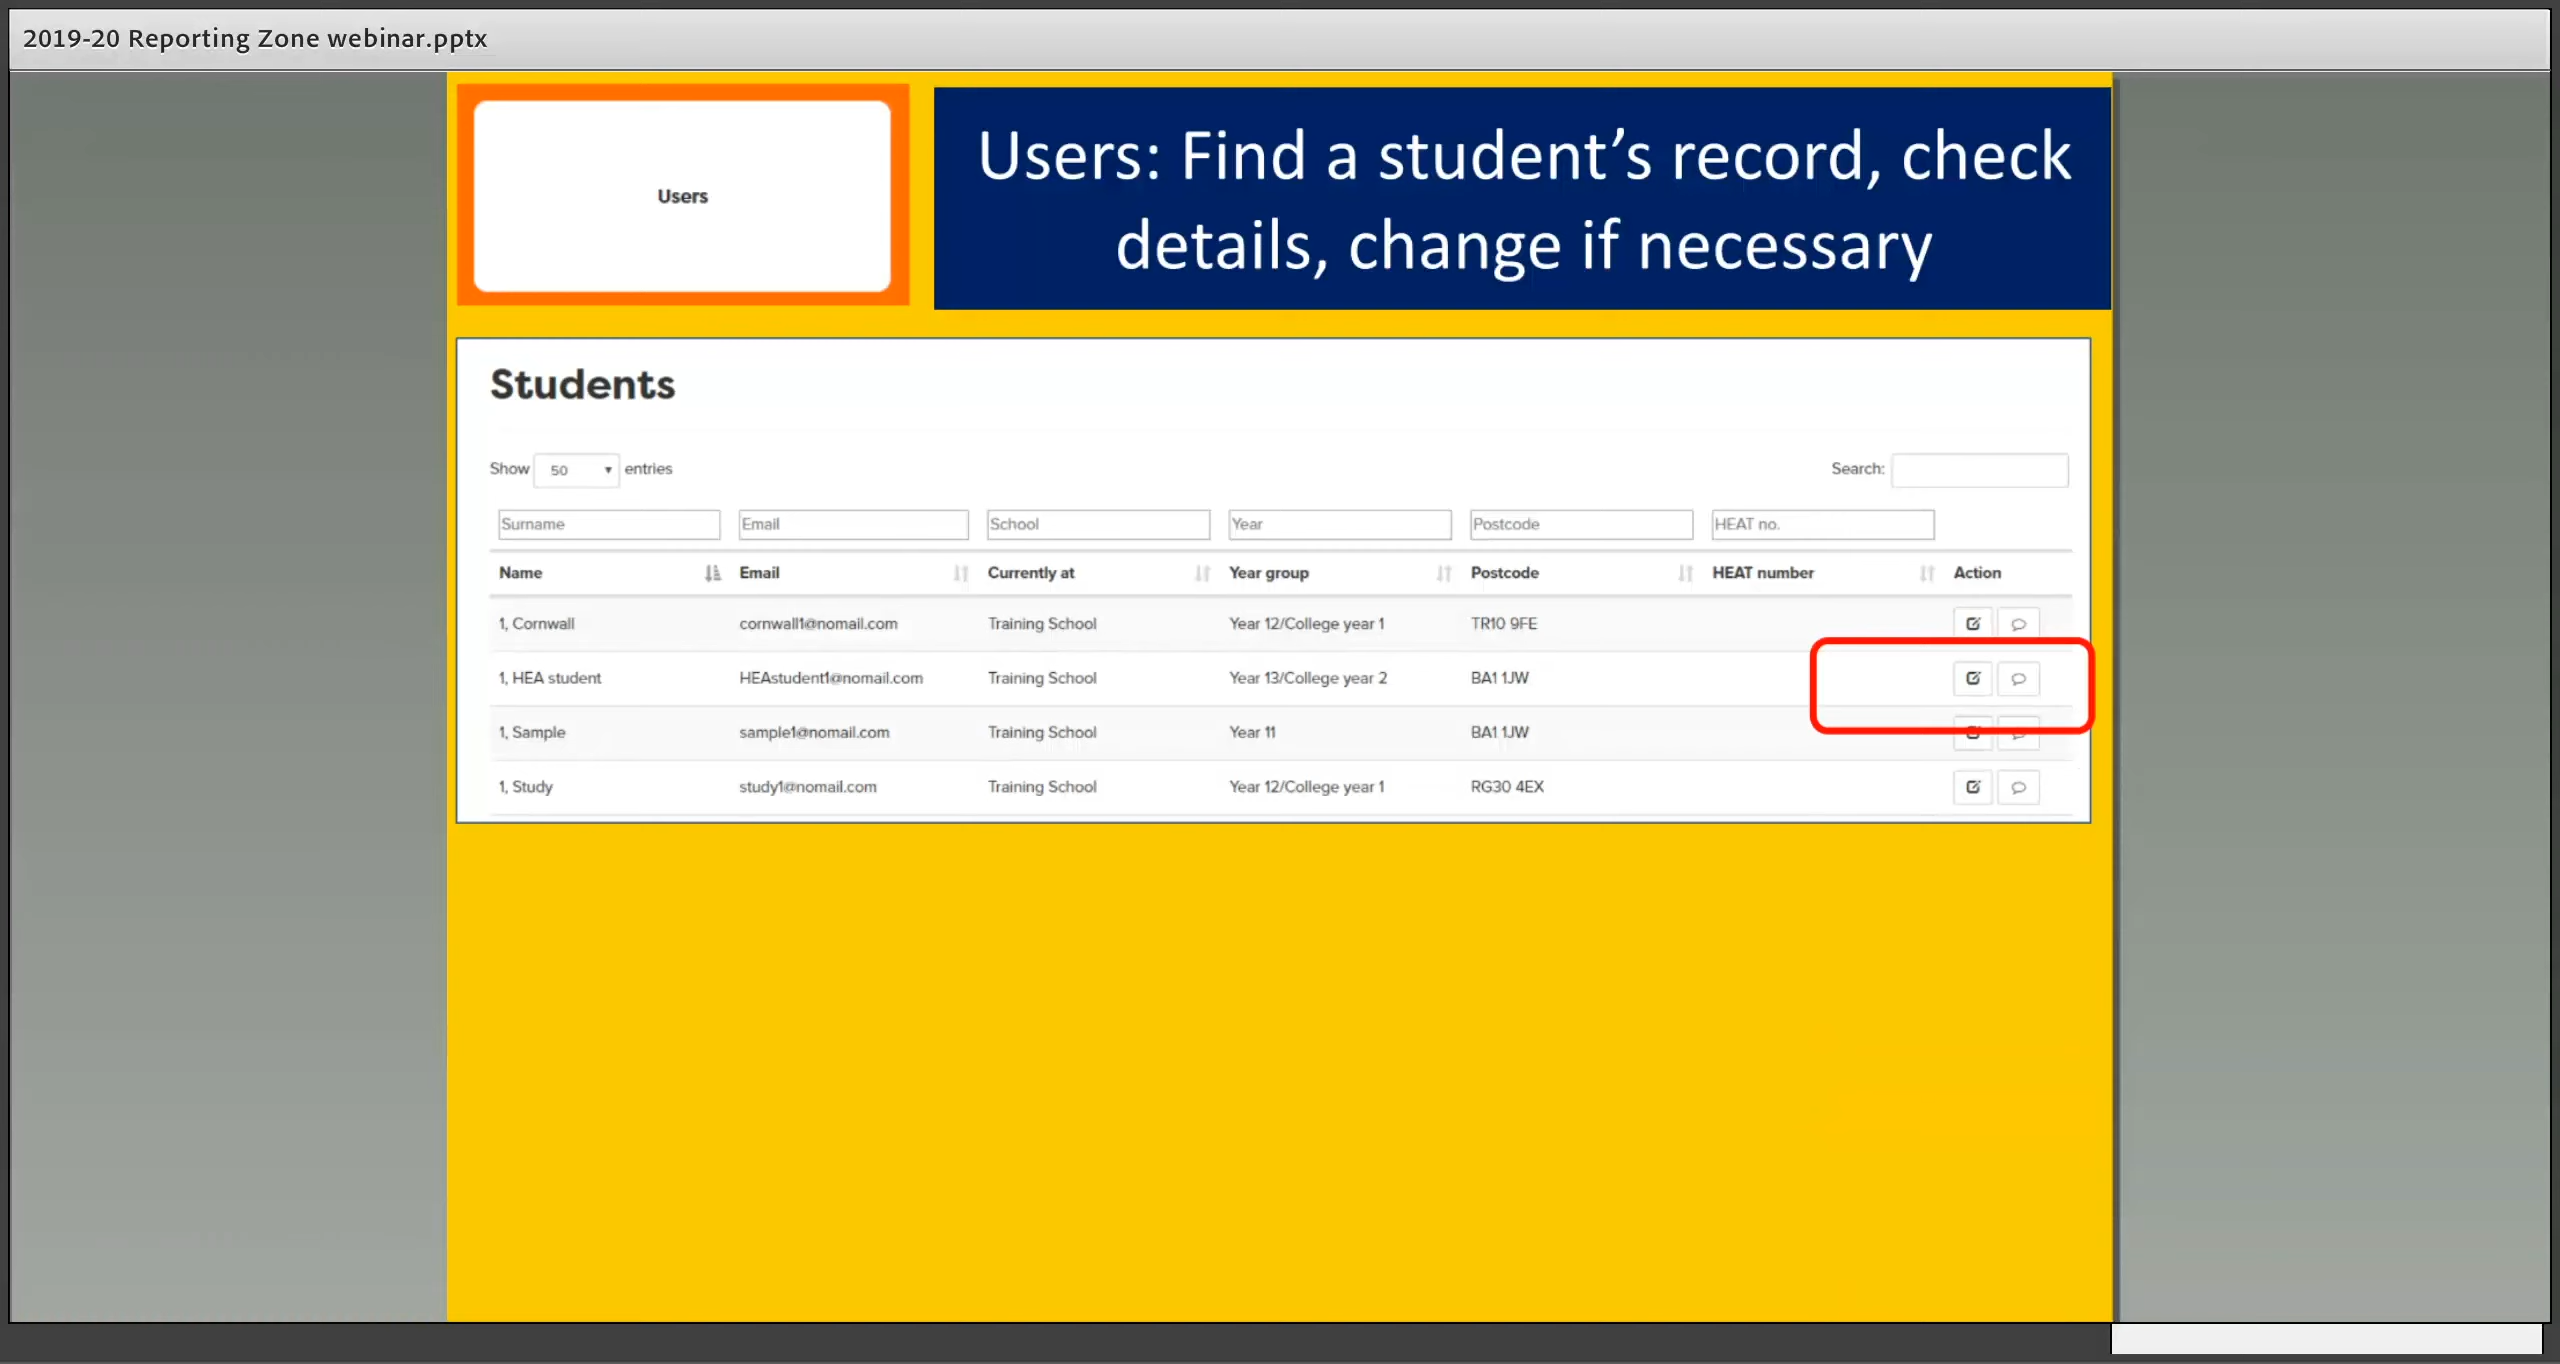 2019-20 Reporting Zone webinar.pptx
Users
Users: Find a student’s record, check
details, change if necessary
Students
Show 50 entries Search:
Surname Email School Year Postcode HEAT no.
Name Email Currently at Year group Postcode HEAT number Action
1, Cornwall cornwall1@nomail.com Training School Year 12/College year 1 TR10 9FE
1, HEA student HEAstudent1@nomail.com Training School Year 13/College year 2 BA1 1JW
1, Sample sample1@nomail.com Training School Year 11 BA1 1JW
1, Study study1@nomail.com Training School Year 12/College year 1 RG30 4EX